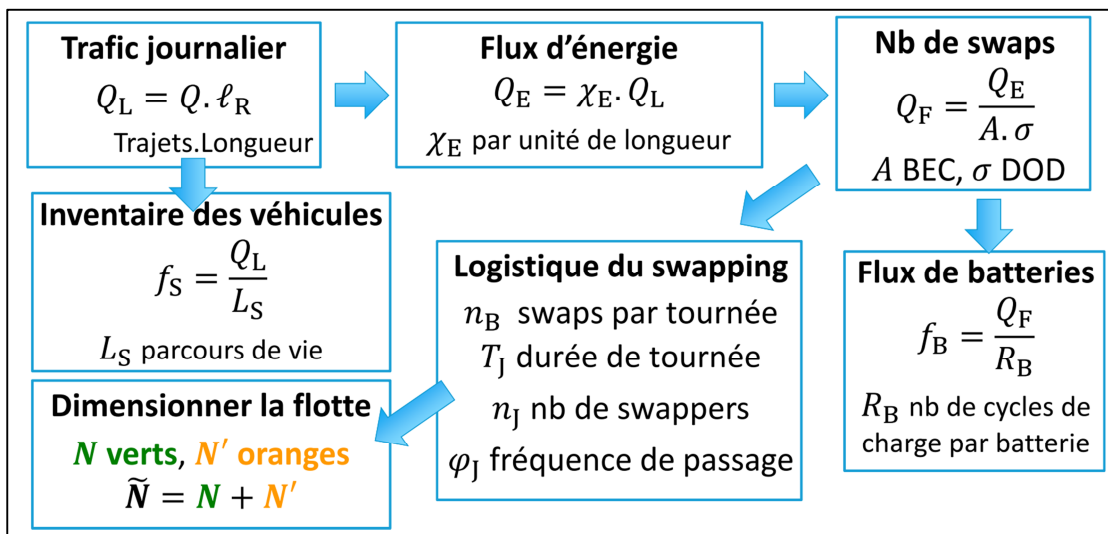 Trafic journalier
Q_L = Q. ℓ_R
Trajets.Longueur
Flux d’énergie
Q_E = χ_E. Q_L
χ_E par unité de longueur
Nb de swaps
Q_F = Q_E / A. σ
A BEC, σ DOD
Inventaire des véhicules
f_S = Q_L / L_S
L_S parcours de vie
Logistique du swapping
n_B swaps par tournée
T_J durée de tournée
n_J nb de swappers
φ_J fréquence de passage
Flux de batteries
f_B = Q_F / R_B
R_B nb de cycles de
charge par batterie
Dimensionner la flotte
N verts, N' oranges
Ñ = N + N'